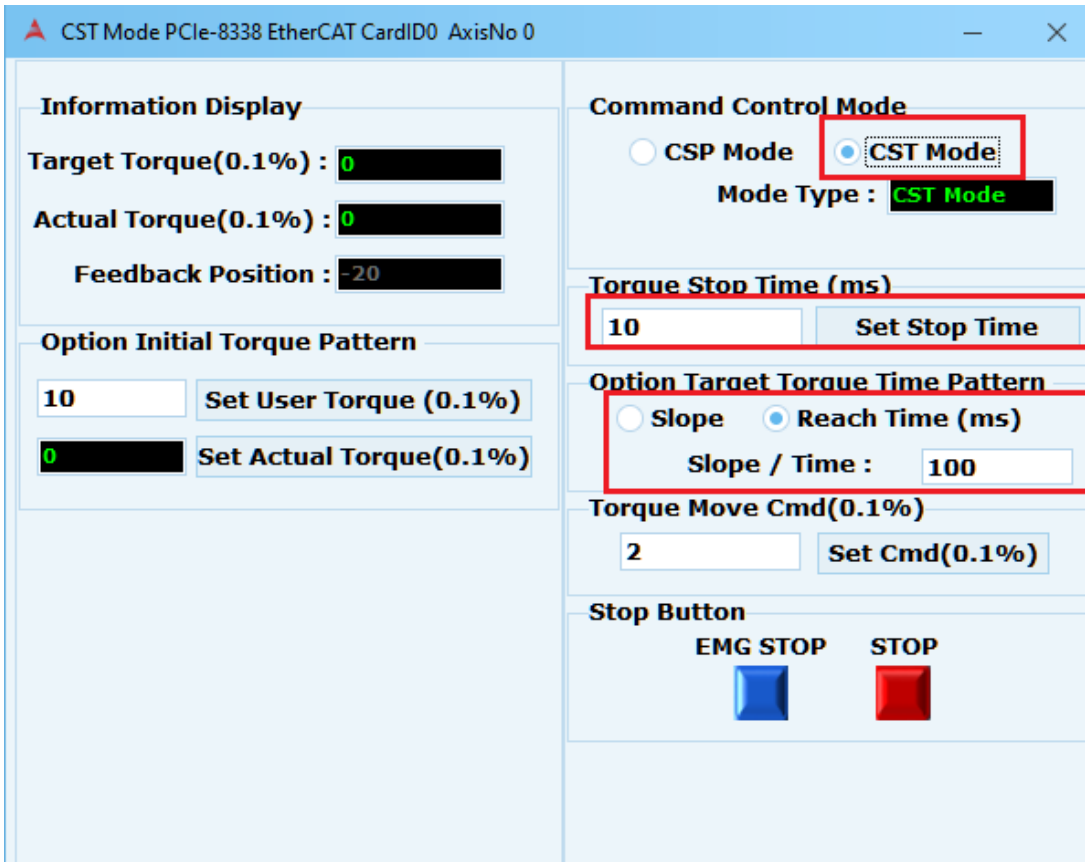 CST Mode PCIe-8338 EtherCAT CardID0 AxisNo 0
Information Display
Target Torque(0.1%) : 0
Actual Torque(0.1%) : 0
Feedback Position : -20
Option Initial Torque Pattern
10 Set User Torque (0.1%)
0 Set Actual Torque(0.1%)
Command Control Mode
CSP Mode CST Mode
Mode Type : CST Mode
Torque Stop Time (ms)
10 Set Stop Time
Option Target Torque Time Pattern
Slope Reach Time (ms)
Slope / Time : 100
Torque Move Cmd(0.1%)
2 Set Cmd(0.1%)
Stop Button
EMG STOP STOP